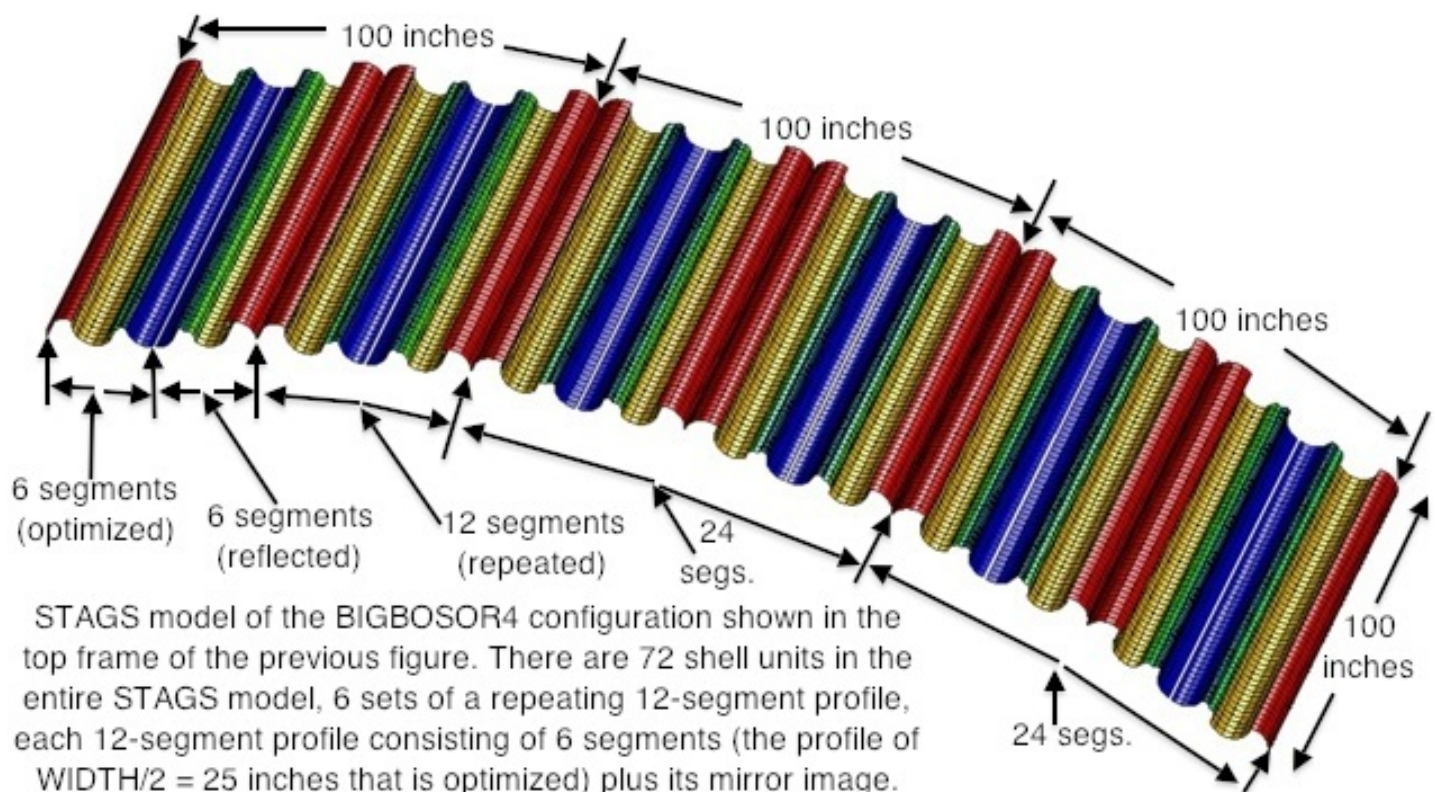 100 inches
100 inches
100 inches
6 segments
(optimized)
6 segments
(reflected)
12 segments
(repeated)
24
segs.
24 segs.
100
inches
STAGS model of the BIGBOSOR4 configuration shown in the
top frame of the previous figure. There are 72 shell units in the
entire STAGS model, 6 sets of a repeating 12-segment profile,
each 12-segment profile consisting of 6 segments (the profile of
WIDTH/2 = 25 inches that is optimized) plus its mirror image.